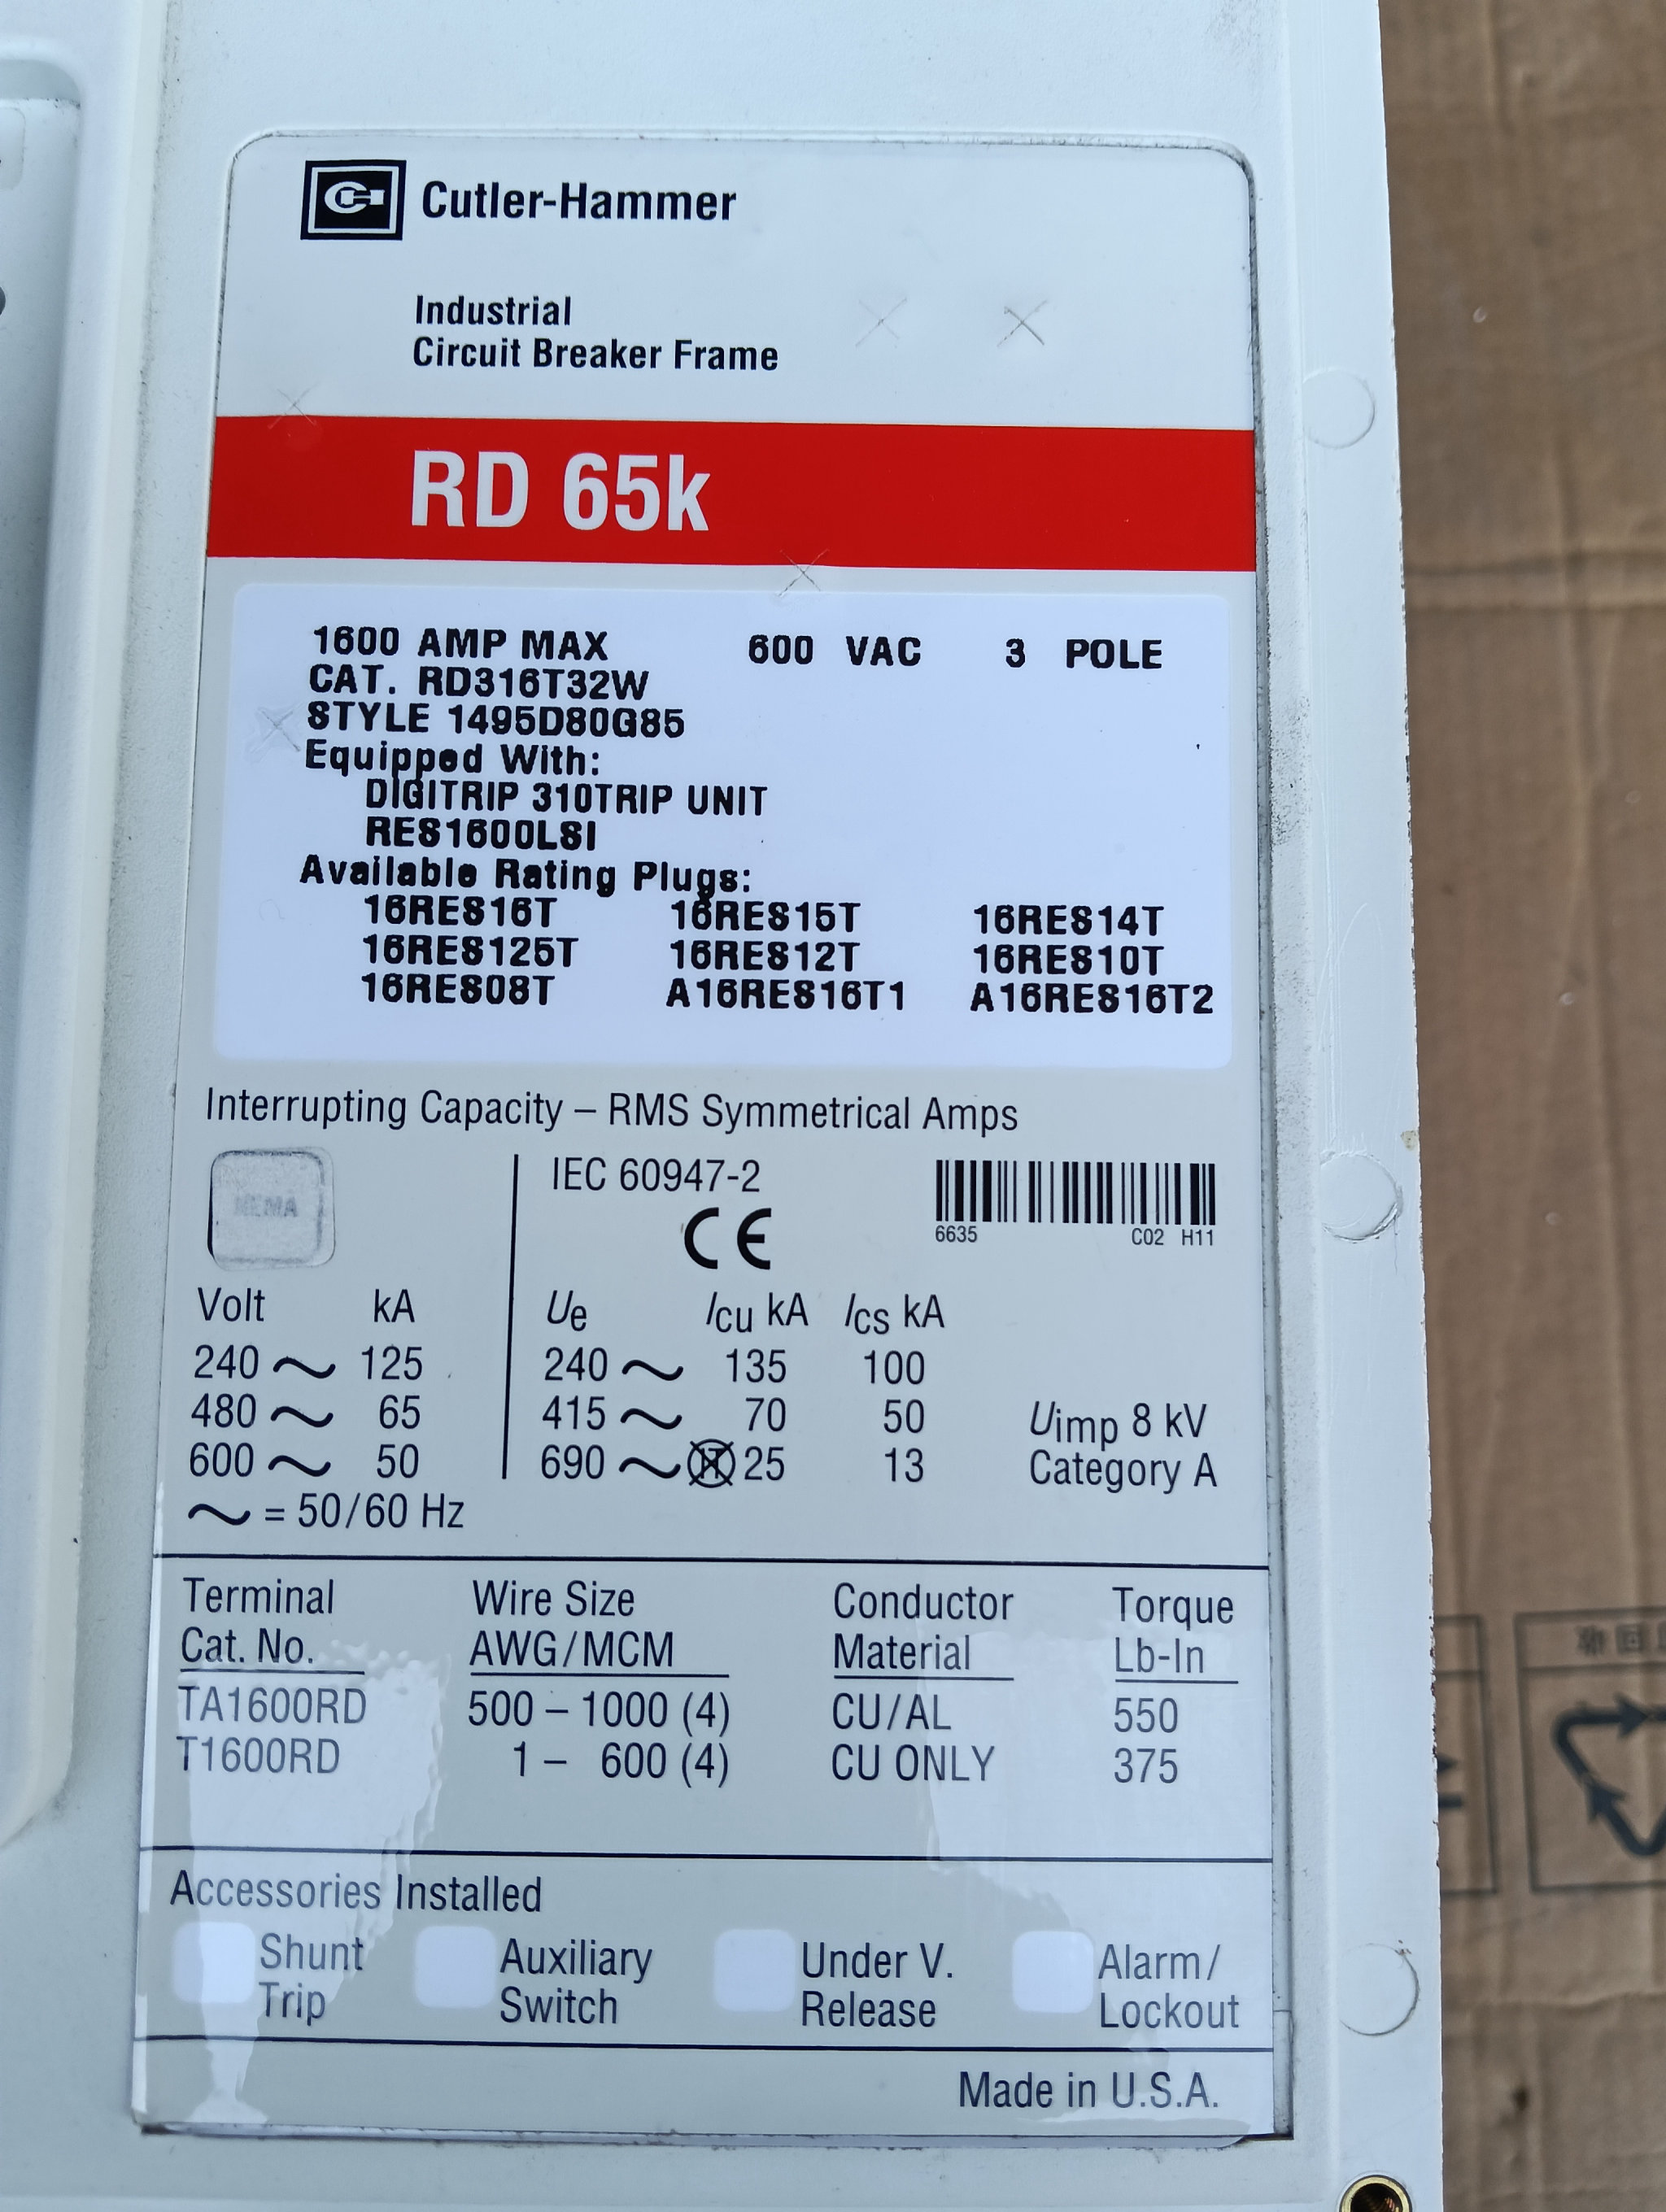 Cutler-Hammer
Industrial
Circuit Breaker Frame
RD 65k
1600 AMP MAX 600 VAC 3 POLE
CAT. RD316T32W
STYLE 1495D80G85
Equipped With:
DIGITRIP 310TRIP UNIT
RES1600LSI
Available Rating Plugs:
16RES16T 16RES15T 16RES14T
16RES125T 16RES12T 16RES10T
16RES08T A16RES16T1 A16RES16T2
Interrupting Capacity – RMS Symmetrical Amps
NEMA IEC 60947-2
CE
6635 C02 H11
Volt kA Ue Icu kA Ics kA
240 ~ 125 240 ~ 135 100
480 ~ 65 415 ~ 70 50 Uimp 8 kV
600 ~ 50 690 ~ IT 25 13 Category A
~ = 50/60 Hz
Terminal Wire Size Conductor Torque
Cat. No. AWG/MCM Material Lb-In
TA1600RD 500 – 1000 (4) CU/AL 550
T1600RD 1 – 600 (4) CU ONLY 375
Accessories Installed
Shunt Auxiliary Under V. Alarm/
Trip Switch Release Lockout
Made in U.S.A.